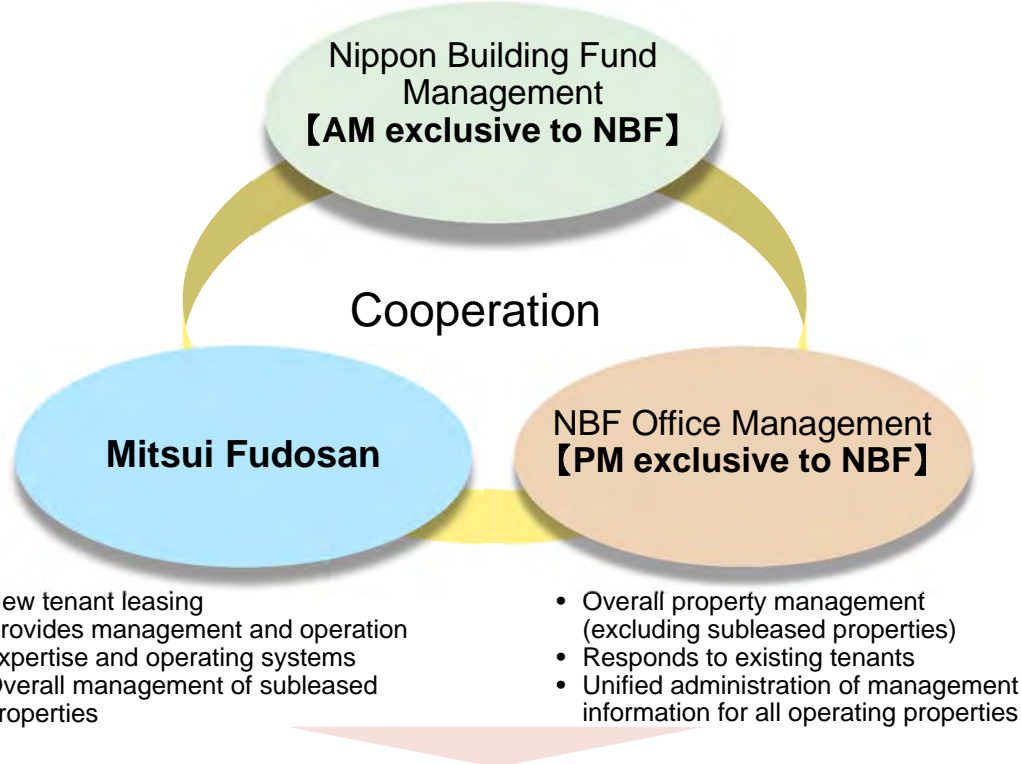 Nippon Building Fund
Management
【AM exclusive to NBF】
Cooperation
Mitsui Fudosan
NBF Office Management
【PM exclusive to NBF】
New tenant leasing
rovides management and operation
xpertise and operating systems
Overall management of subleased
roperties
• Overall property management
(excluding subleased properties)
• Responds to existing tenants
• Unified administration of management
information for all operating properties